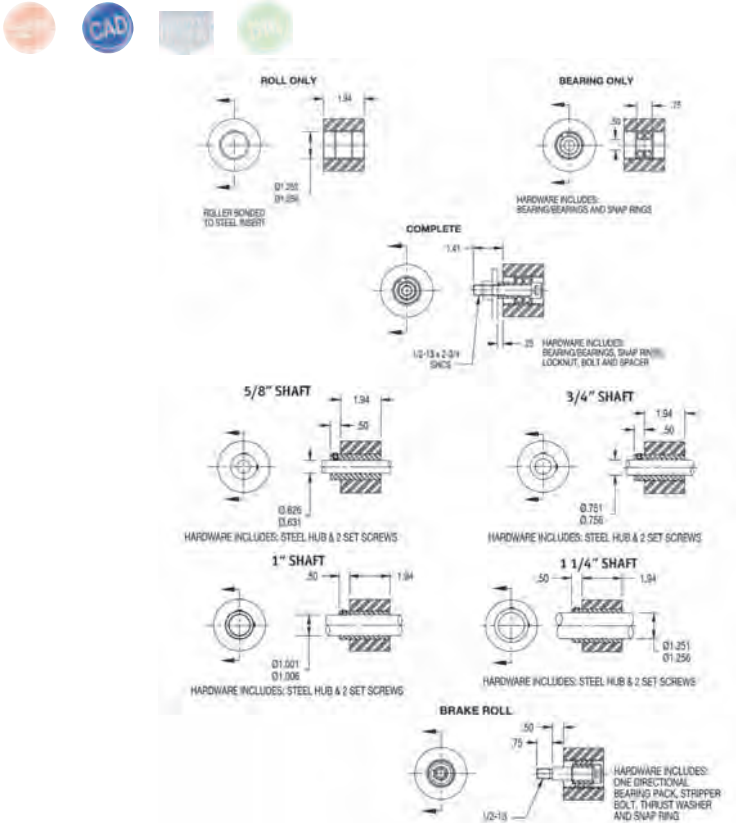 CAD
ROLL ONLY
1.94
ROLLER BONDED
TO STEEL INSERT
BEARING ONLY
.25
.50
HARDWARE INCLUDES:
BEARING/BEARINGS AND SNAP RINGS
COMPLETE
1.41
.25
1/2-13 x 2-3/4
SHCS
HARDWARE INCLUDES:
BEARING/BEARINGS, SNAP RINGS,
LOCKNUT, BOLT AND SPACER
5/8" SHAFT
1.94
.50
Ø.626
Ø.631
HARDWARE INCLUDES: STEEL HUB & 2 SET SCREWS
3/4" SHAFT
1.94
.50
Ø.751
Ø.756
HARDWARE INCLUDES: STEEL HUB & 2 SET SCREWS
1" SHAFT
.50
1.94
Ø1.001
Ø1.006
HARDWARE INCLUDES: STEEL HUB & 2 SET SCREWS
1 1/4" SHAFT
.50
1.94
Ø1.251
Ø1.256
HARDWARE INCLUDES: STEEL HUB & 2 SET SCREWS
BRAKE ROLL
.50
.75
1/2-13
HARDWARE INCLUDES:
ONE DIRECTIONAL
BEARING PACK, STRIPPER
BOLT, THRUST WASHER
AND SNAP RING